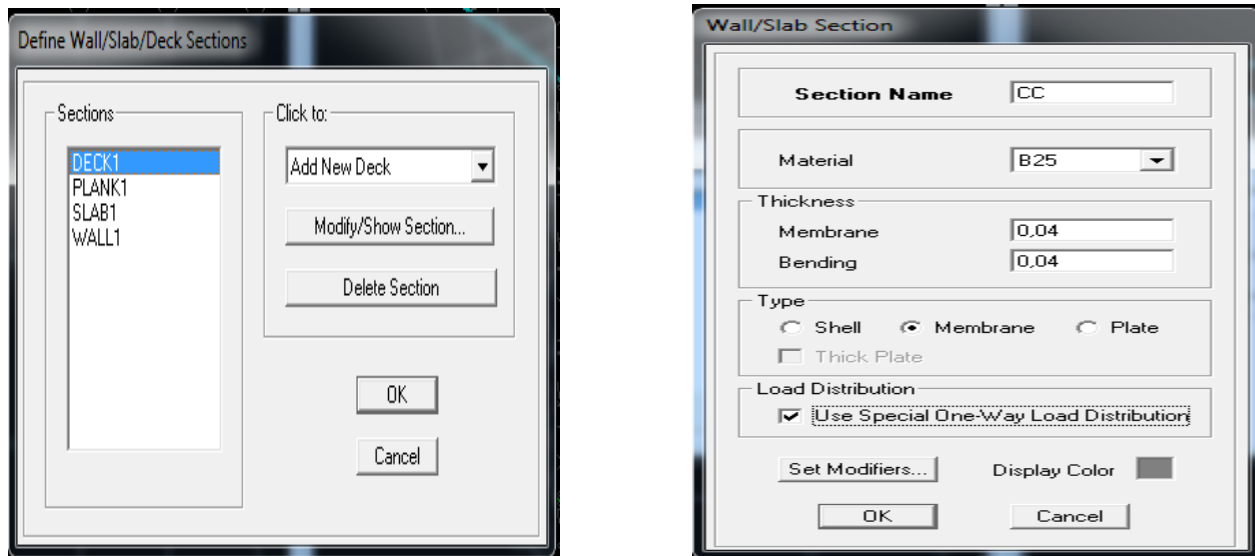 Define Wall/Slab/Deck Sections
Sections
DECK1
PLANK1
SLAB1
WALL1
Click to:
Add New Deck
Modify/Show Section...
Delete Section
OK
Cancel
Wall/Slab Section
Section Name CC
Material B25
Thickness
Membrane 0,04
Bending 0,04
Type
Shell Membrane Plate
Thick Plate
Load Distribution
Use Special One-Way Load Distribution
Set Modifiers... Display Color
OK Cancel